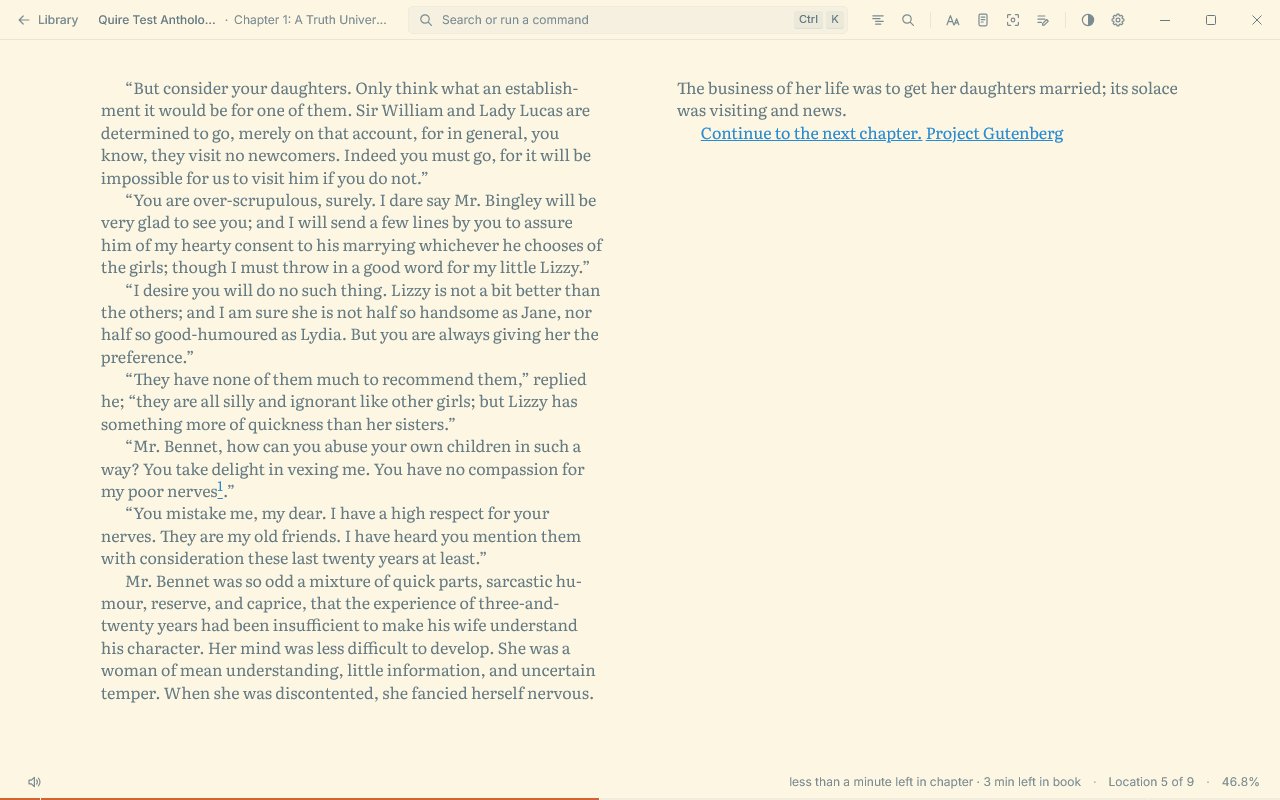 Library
Quire Test Antholo... · Chapter 1: A Truth Univer...
Search or run a command
Ctrl K
“But consider your daughters. Only think what an establish-
ment it would be for one of them. Sir William and Lady Lucas are
determined to go, merely on that account, for in general, you
know, they visit no newcomers. Indeed you must go, for it will be
impossible for us to visit him if you do not.”
“You are over-scrupulous, surely. I dare say Mr. Bingley will be
very glad to see you; and I will send a few lines by you to assure
him of my hearty consent to his marrying whichever he chooses of
the girls; though I must throw in a good word for my little Lizzy.”
“I desire you will do no such thing. Lizzy is not a bit better than
the others; and I am sure she is not half so handsome as Jane, nor
half so good-humoured as Lydia. But you are always giving her the
preference.”
“They have none of them much to recommend them,” replied
he; “they are all silly and ignorant like other girls; but Lizzy has
something more of quickness than her sisters.”
“Mr. Bennet, how can you abuse your own children in such a
way? You take delight in vexing me. You have no compassion for
my poor nerves1.”
“You mistake me, my dear. I have a high respect for your
nerves. They are my old friends. I have heard you mention them
with consideration these last twenty years at least.”
Mr. Bennet was so odd a mixture of quick parts, sarcastic hu-
mour, reserve, and caprice, that the experience of three-and-
twenty years had been insufficient to make his wife understand
his character. Her mind was less difficult to develop. She was a
woman of mean understanding, little information, and uncertain
temper. When she was discontented, she fancied herself nervous.
The business of her life was to get her daughters married; its solace
was visiting and news.
Continue to the next chapter. Project Gutenberg
less than a minute left in chapter · 3 min left in book · Location 5 of 9 · 46.8%